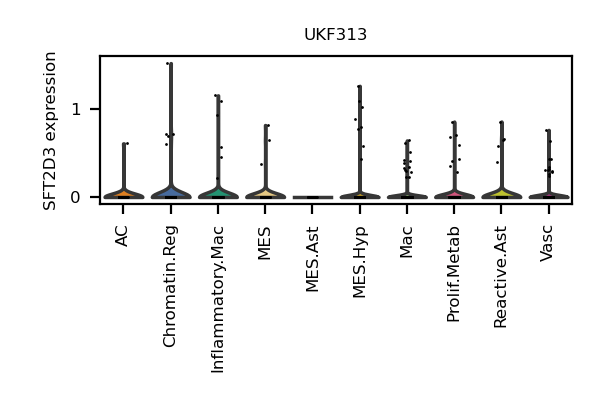 UKF313
SFT2D3 expression
1
0
AC
Chromatin.Reg
Inflammatory.Mac
MES
MES.Ast
MES.Hyp
Mac
Prolif.Metab
Reactive.Ast
Vasc